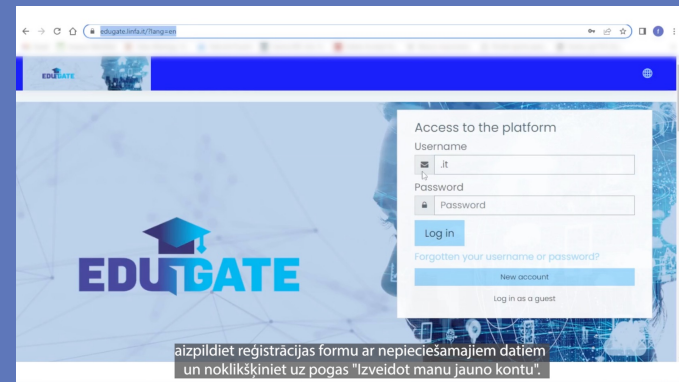 edugate.linfa.it/?lang=en
EDUGATE
Access to the platform
Username
.it
Password
Password
Log in
Forgotten your username or password?
New account
Log in as a guest
EDUGATE
aizpildiet reģistrācijas formu ar nepieciešamajiem datiem
un noklikšķiniet uz pogas "Izveidot manu jauno kontu".